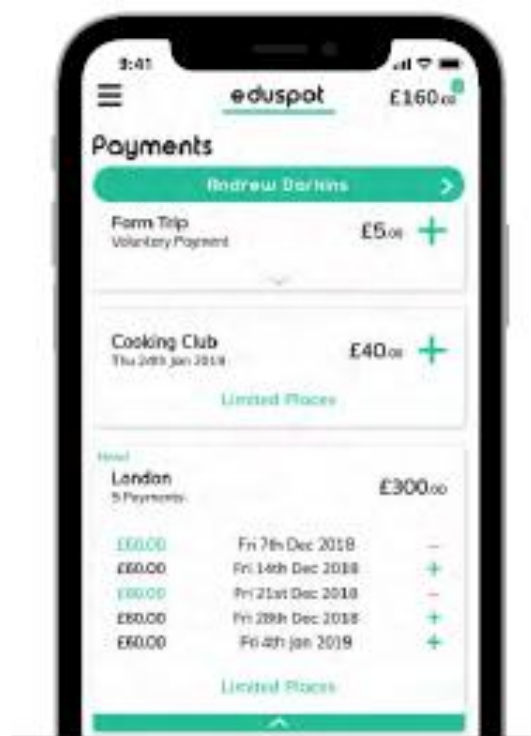 9:41
eduspot £160.00
Payments
Andrew Dorkins
Farm Trip
Voluntary Payment
£5.00
Cooking Club
Thu 24th Jan 2019
£40.00
Limited Places
London
5 Payments
£300.00
£60.00 Fri 7th Dec 2018 -
£60.00 Fri 14th Dec 2018 +
£60.00 Fri 21st Dec 2018 -
£60.00 Fri 28th Dec 2018 +
£60.00 Fri 4th Jan 2019 +
Limited Places